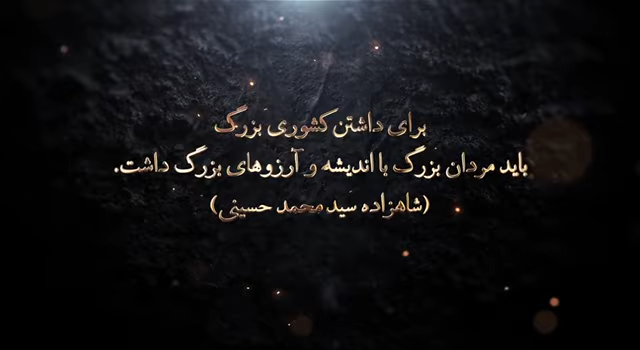 برای داشتن کشوری بزرگ
باید مردان بزرگ با اندیشه و آرزوهای بزرگ داشت.
(شاهزاده سید محمد حسینی)